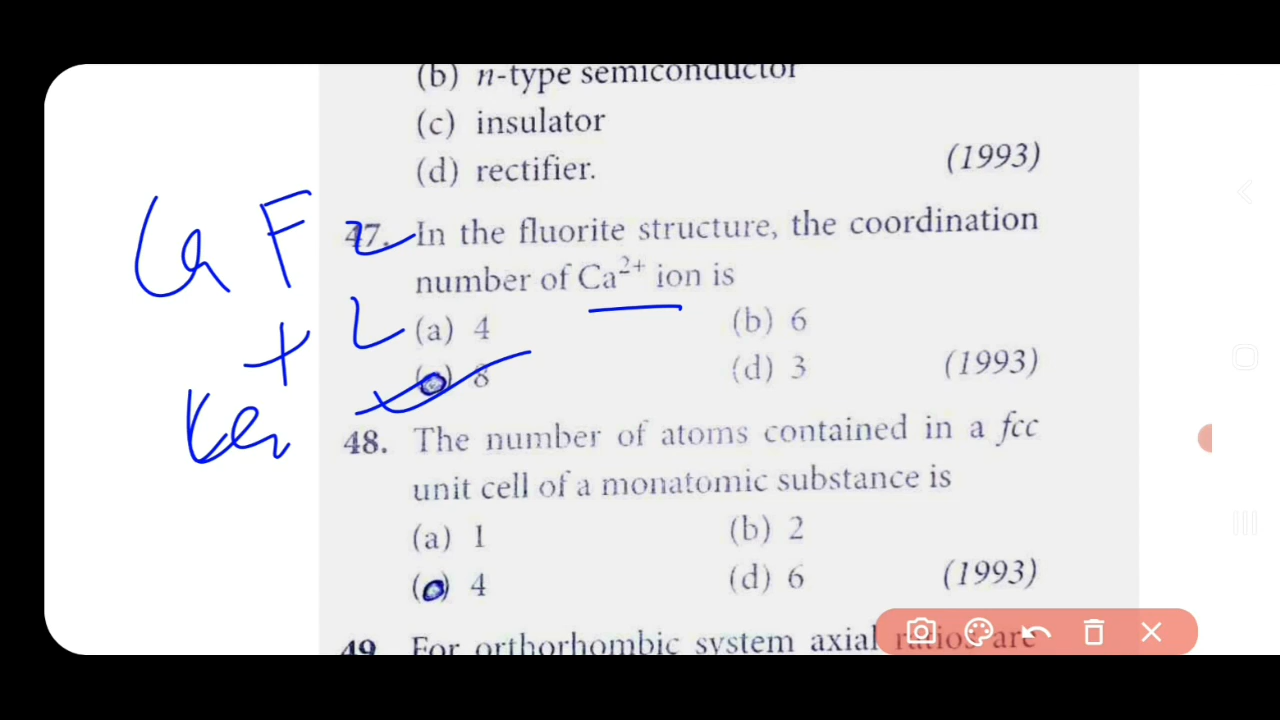 (b) n-type semiconductor
(c) insulator
(d) rectifier. (1993)
47. In the fluorite structure, the coordination
number of Ca²⁺ ion is
(a) 4 (b) 6
(c) 8 (d) 3 (1993)
48. The number of atoms contained in a fcc
unit cell of a monatomic substance is
(a) 1 (b) 2
(c) 4 (d) 6 (1993)
49. For orthorhombic system axial ratios are
Ca F
+